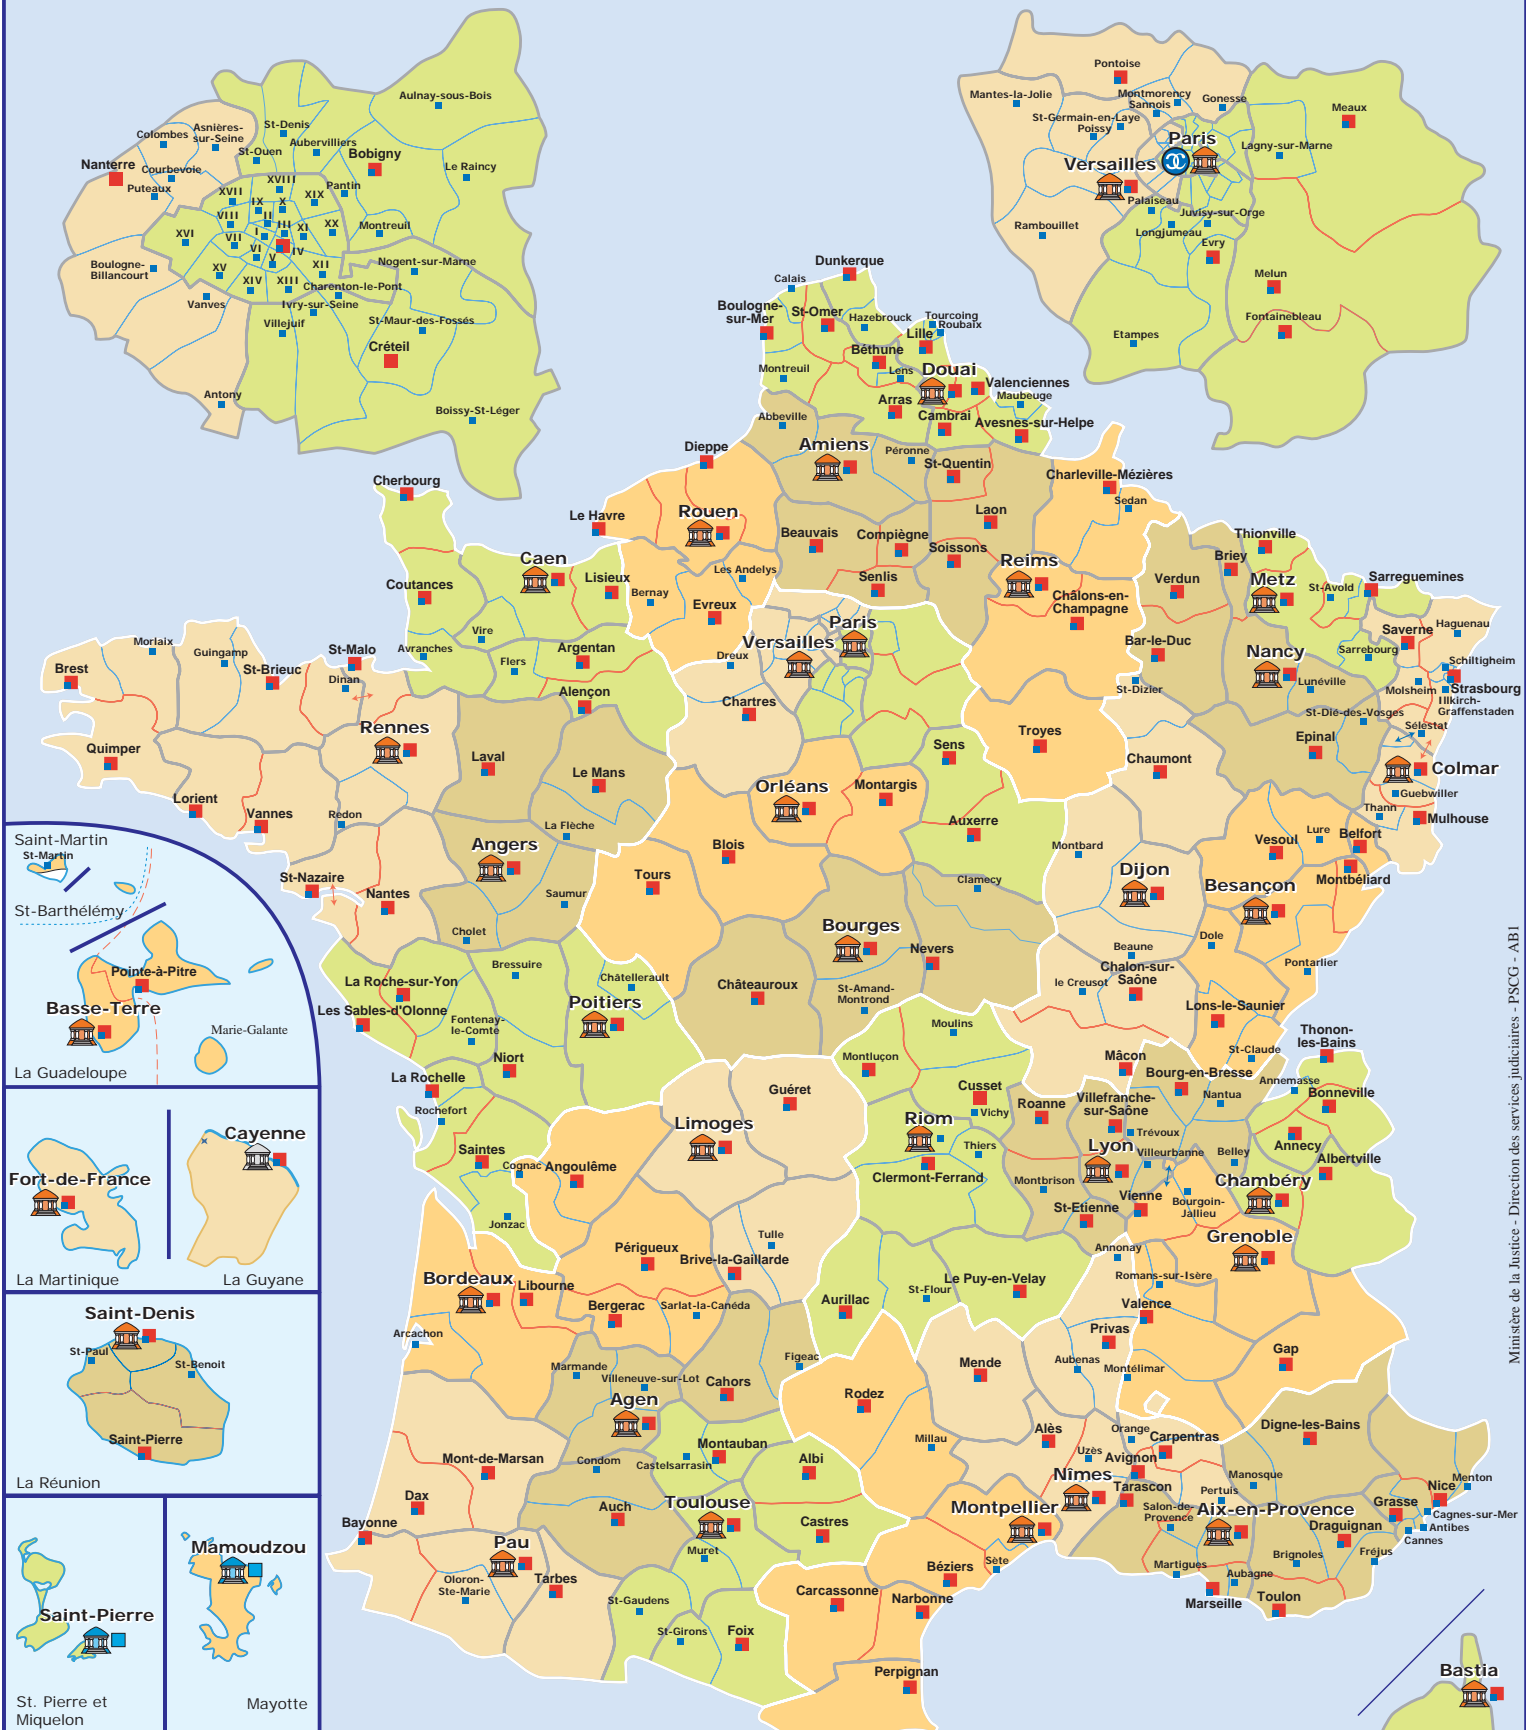 Aulnay-sous-Bois
St-Denis
Asnières-
sur-Seine
Colombes
Aubervilliers
St-Ouen
Bobigny
Nanterre
Courbevoie
Le Raincy
Puteaux
XVII
XVIII
XIX
Pantin
IX
X
VIII
II
III
XI
XX
Montreuil
XVI
VII
I
IV
VI
V
Boulogne-
Billancourt
XV
XII
Nogent-sur-Marne
XIV
XIII
Charenton-le-Pont
Vanves
Ivry-sur-Seine
Villejuif
St-Maur-des-Fossés
Créteil
Antony
Boissy-St-Léger
Pontoise
Mantes-la-Jolie
Montmorency
Sannois
Gonesse
Meaux
St-Germain-en-Laye
Poissy
Paris
Lagny-sur-Marne
Versailles
Palaiseau
Juvisy-sur-Orge
Rambouillet
Longjumeau
Evry
Melun
Fontainebleau
Etampes
Dunkerque
Calais
Boulogne-
sur-Mer
St-Omer
Hazebrouck
Tourcoing
Roubaix
Lille
Béthune
Lens
Montreuil
Douai
Valenciennes
Maubeuge
Arras
Cambrai
Avesnes-sur-Helpe
Abbeville
Dieppe
Amiens
Péronne
St-Quentin
Charleville-Mézières
Sedan
Cherbourg
Le Havre
Rouen
Laon
Beauvais
Compiègne
Soissons
Reims
Thionville
Briey
Caen
Lisieux
Les Andelys
Senlis
Verdun
Metz
Sarreguemines
St-Avold
Coutances
Bernay
Evreux
Châlons-en-
Champagne
Saverne
Haguenau
Vire
Paris
Versailles
Bar-le-Duc
Nancy
Sarrebourg
Schiltigheim
Morlaix
Guingamp
St-Malo
Avranches
Flers
Argentan
Dreux
Brest
St-Brieuc
Dinan
St-Dizier
Lunéville
Molsheim
Strasbourg
Illkirch-
Graffenstaden
Alençon
Chartres
St-Dié-des-Vosges
Sélestat
Rennes
Troyes
Epinal
Quimper
Laval
Le Mans
Sens
Chaumont
Colmar
Orléans
Montargis
Guebwiller
Lorient
Vannes
Redon
Auxerre
Thann
Mulhouse
La Flèche
Lure
Belfort
Vesoul
Angers
Blois
Montbard
Dijon
Besançon
Montbéliard
St-Nazaire
Nantes
Saumur
Tours
Clamecy
Cholet
Bourges
Nevers
Beaune
Dole
Pontarlier
Bressuire
Châtellerault
Châteauroux
St-Amand-
Montrond
Chalon-sur-
Saône
le Creusot
Lons-le-Saunier
La Roche-sur-Yon
Les Sables-d'Olonne
Fontenay-
le-Comte
Poitiers
Moulins
Thonon-
les-Bains
Niort
Montluçon
Mâcon
St-Claude
La Rochelle
Rochefort
Guéret
Cusset
Vichy
Roanne
Villefranche-
sur-Saône
Bourg-en-Bresse
Nantua
Annemasse
Bonneville
Limoges
Riom
Trévoux
Saintes
Cognac
Angoulême
Thiers
Lyon
Villeurbanne
Belley
Annecy
Albertville
Clermont-Ferrand
Montbrison
Chambéry
Vienne
Bourgoin-
Jallieu
St-Etienne
Jonzac
Tulle
Grenoble
Périgueux
Brive-la-Gaillarde
Annonay
Bordeaux
Libourne
Le Puy-en-Velay
St-Flour
Romans-sur-Isère
Bergerac
Sarlat-la-Canéda
Aurillac
Valence
Arcachon
Privas
Marmande
Villeneuve-sur-Lot
Figeac
Mende
Aubenas
Montélimar
Gap
Agen
Cahors
Rodez
Mont-de-Marsan
Condom
Castelsarrasin
Montauban
Albi
Millau
Alès
Orange
Carpentras
Digne-les-Bains
Uzès
Avignon
Manosque
Nîmes
Tarascon
Pertuis
Nice
Menton
Dax
Auch
Toulouse
Montpellier
Salon-de-
Provence
Aix-en-Provence
Grasse
Cagnes-sur-Mer
Antibes
Cannes
Bayonne
Castres
Draguignan
Fréjus
Pau
Muret
Brignoles
Oloron-
Ste-Marie
Tarbes
Béziers
Sète
Martigues
Aubagne
Marseille
Toulon
St-Gaudens
Carcassonne
Narbonne
St-Girons
Foix
Perpignan
Bastia
Saint-Martin
St-Martin
St-Barthélémy
Pointe-à-Pitre
Basse-Terre
Marie-Galante
La Guadeloupe
Fort-de-France
La Martinique
Cayenne
La Guyane
Saint-Denis
St-Paul
St-Benoit
Saint-Pierre
La Réunion
Saint-Pierre
St. Pierre et
Miquelon
Mamoudzou
Mayotte
Ministère de la Justice - Direction des services judiciaires - PSCG - AB1